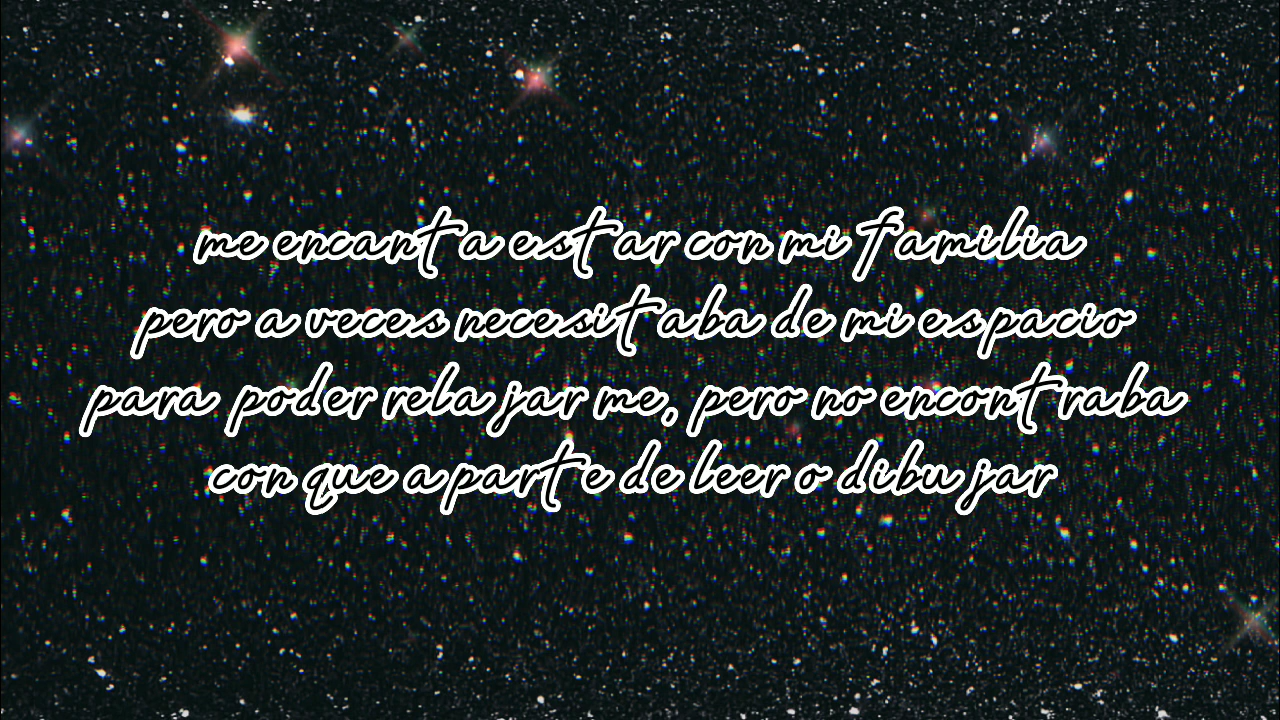 me encanta estar con mi familia
pero a veces necesitaba de mi espacio
para poder relajarme, pero no encontraba
con que aparte de leer o dibujar